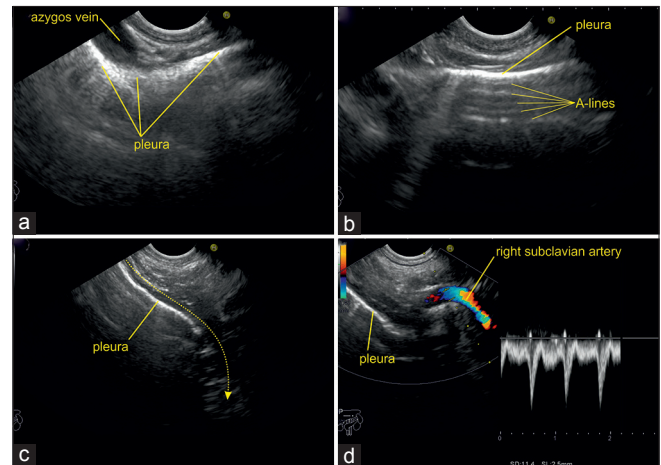 azygos vein
pleura
a
pleura
A-lines
b
pleura
c
right subclavian artery
pleura
P
0 1 2
d